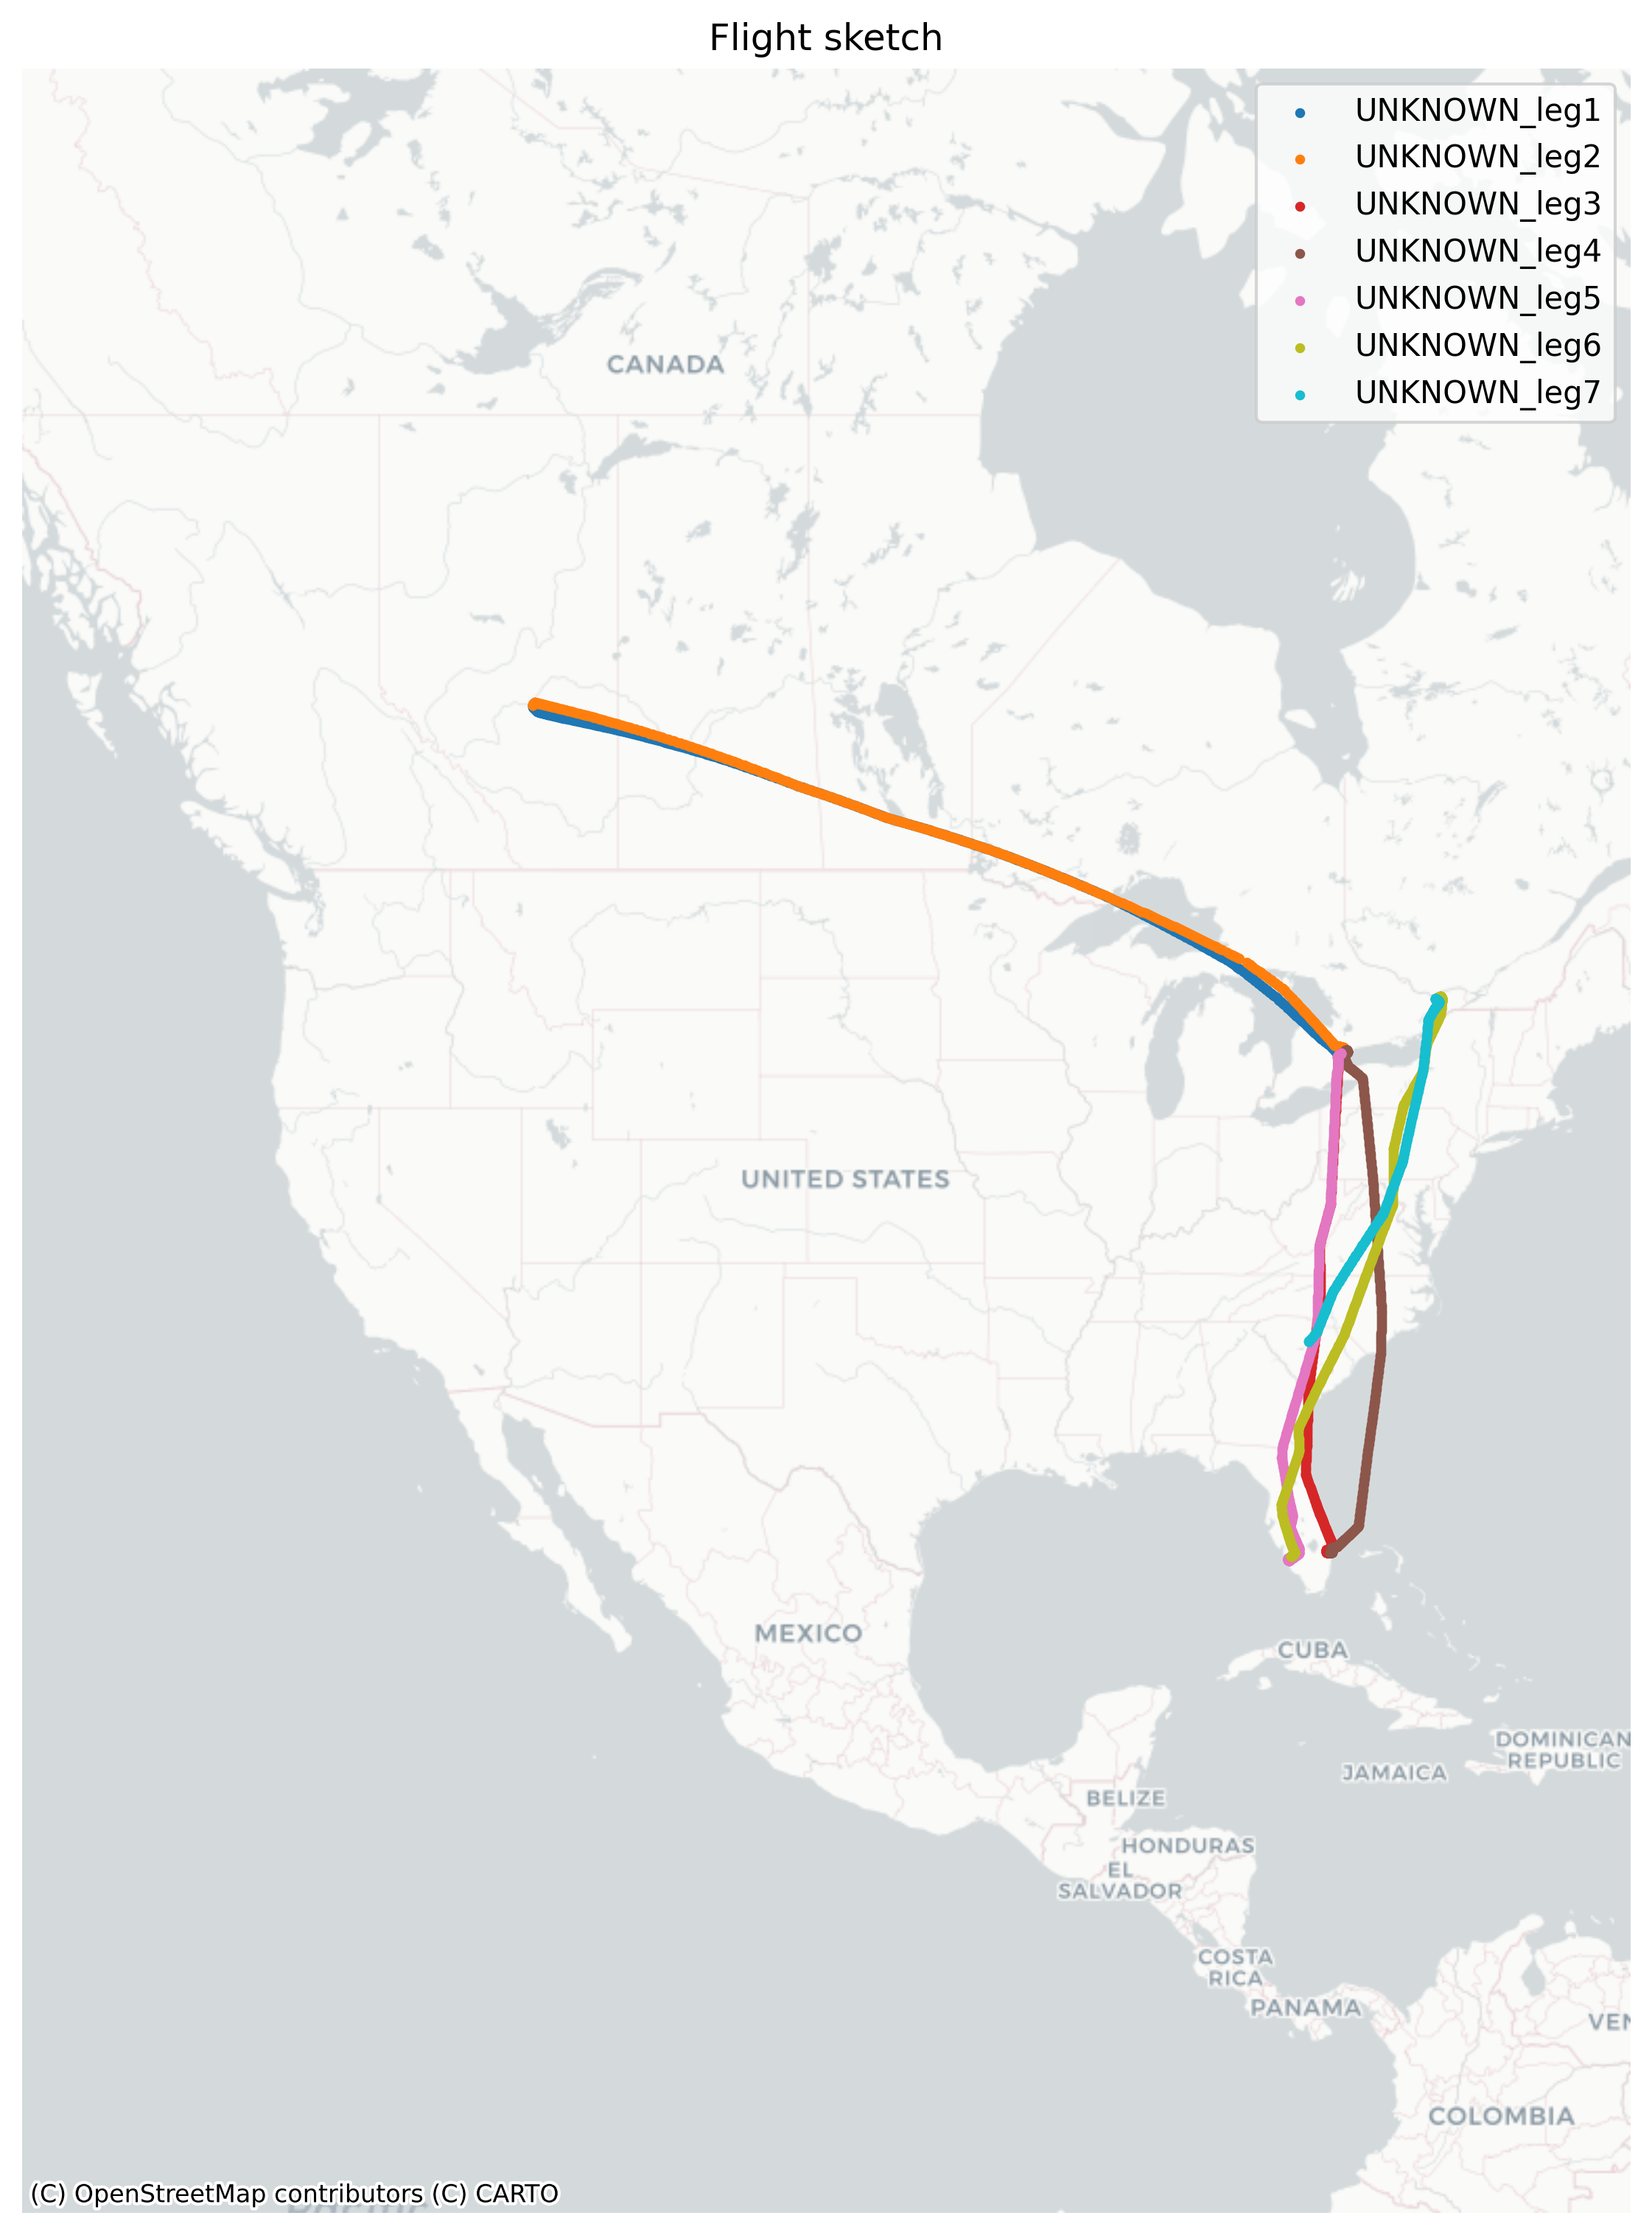 Flight sketch
UNKNOWN_leg1
UNKNOWN_leg2
UNKNOWN_leg3
UNKNOWN_leg4
UNKNOWN_leg5
UNKNOWN_leg6
UNKNOWN_leg7
CANADA
UNITED STATES
MEXICO
CUBA
DOMINICAN
REPUBLIC
JAMAICA
BELIZE
HONDURAS
EL
SALVADOR
COSTA
RICA
PANAMA
VEN
COLOMBIA
(C) OpenStreetMap contributors (C) CARTO